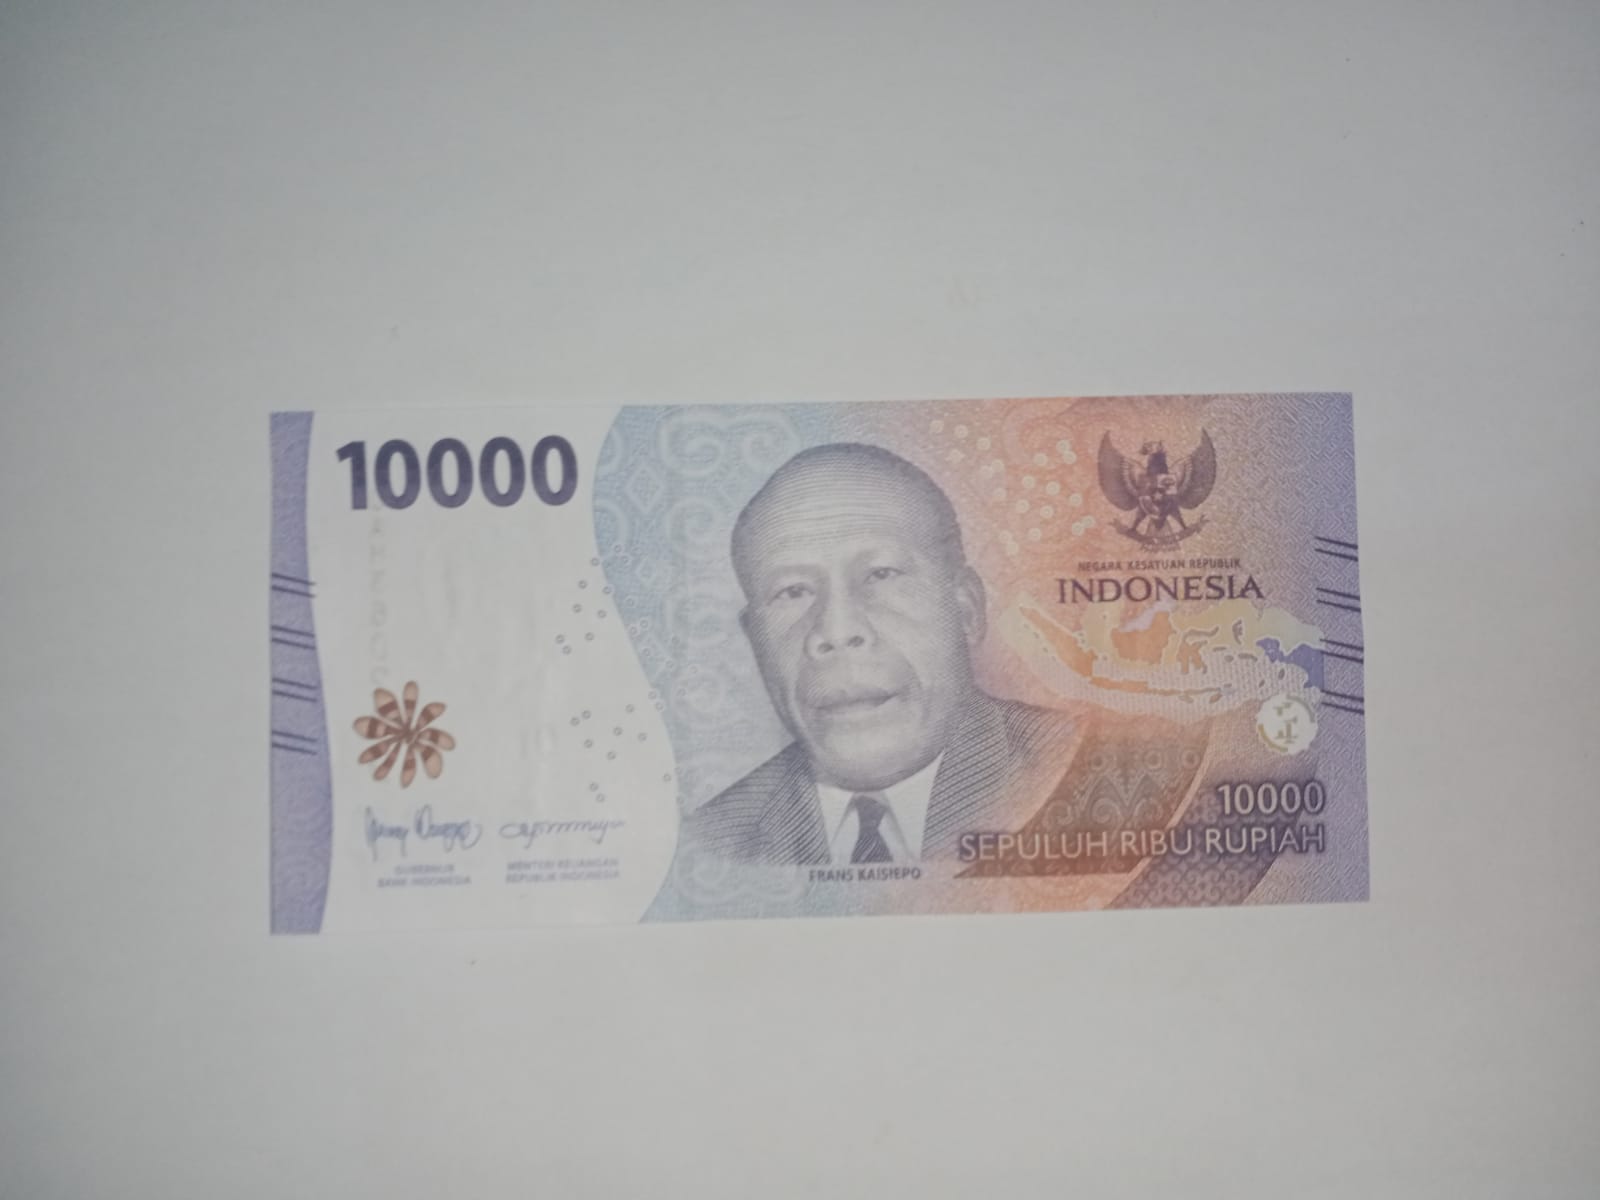 10000
NEGARA KESATUAN REPUBLIK
INDONESIA
10000
SEPULUH RIBU RUPIAH
GUBERNUR
BANK INDONESIA
MENTERI KEUANGAN
REPUBLIK INDONESIA
FRANS KAISIEPO